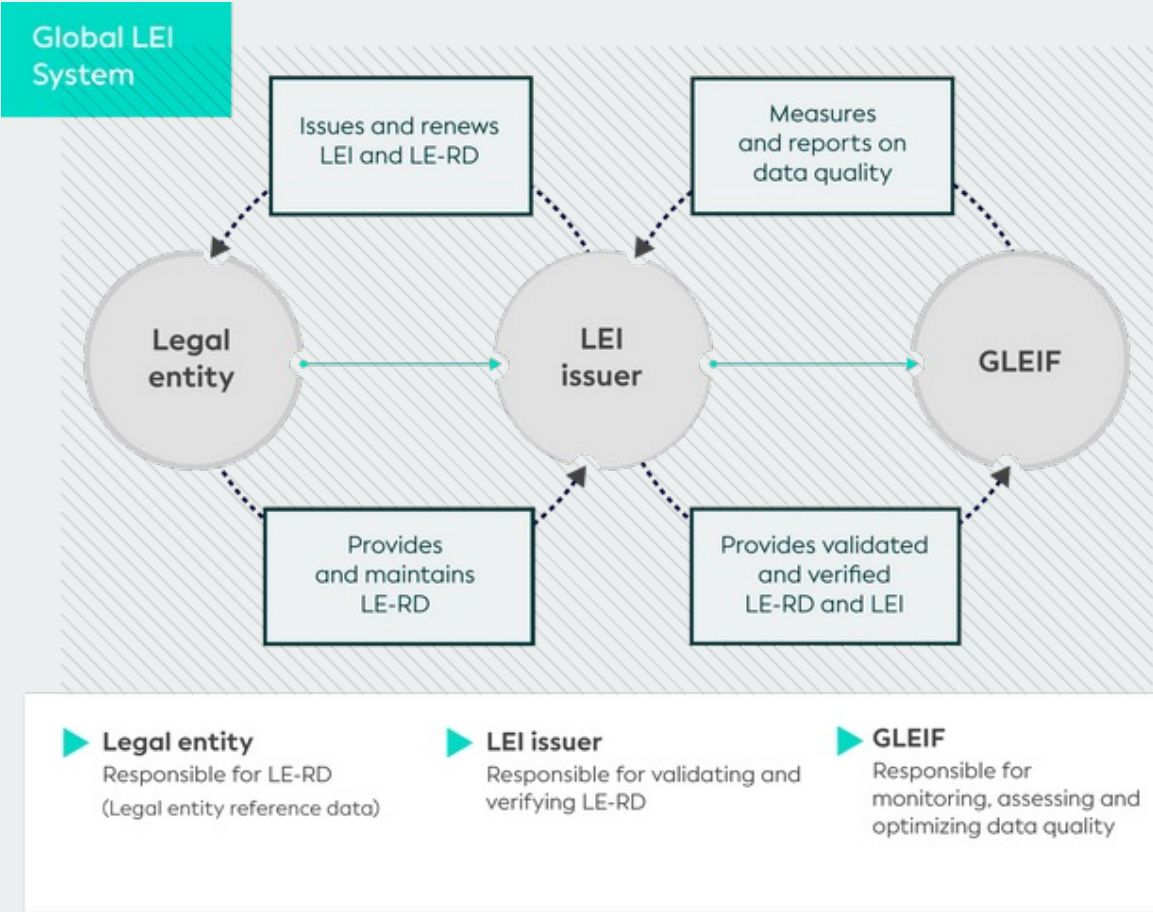 Global LEI
System
Issues and renews
LEI and LE-RD
Measures
and reports on
data quality
Legal
entity
LEI
issuer
GLEIF
Provides
and maintains
LE-RD
Provides validated
and verified
LE-RD and LEI
Legal entity
Responsible for LE-RD
(Legal entity reference data)
LEI issuer
Responsible for validating and
verifying LE-RD
GLEIF
Responsible for
monitoring, assessing and
optimizing data quality